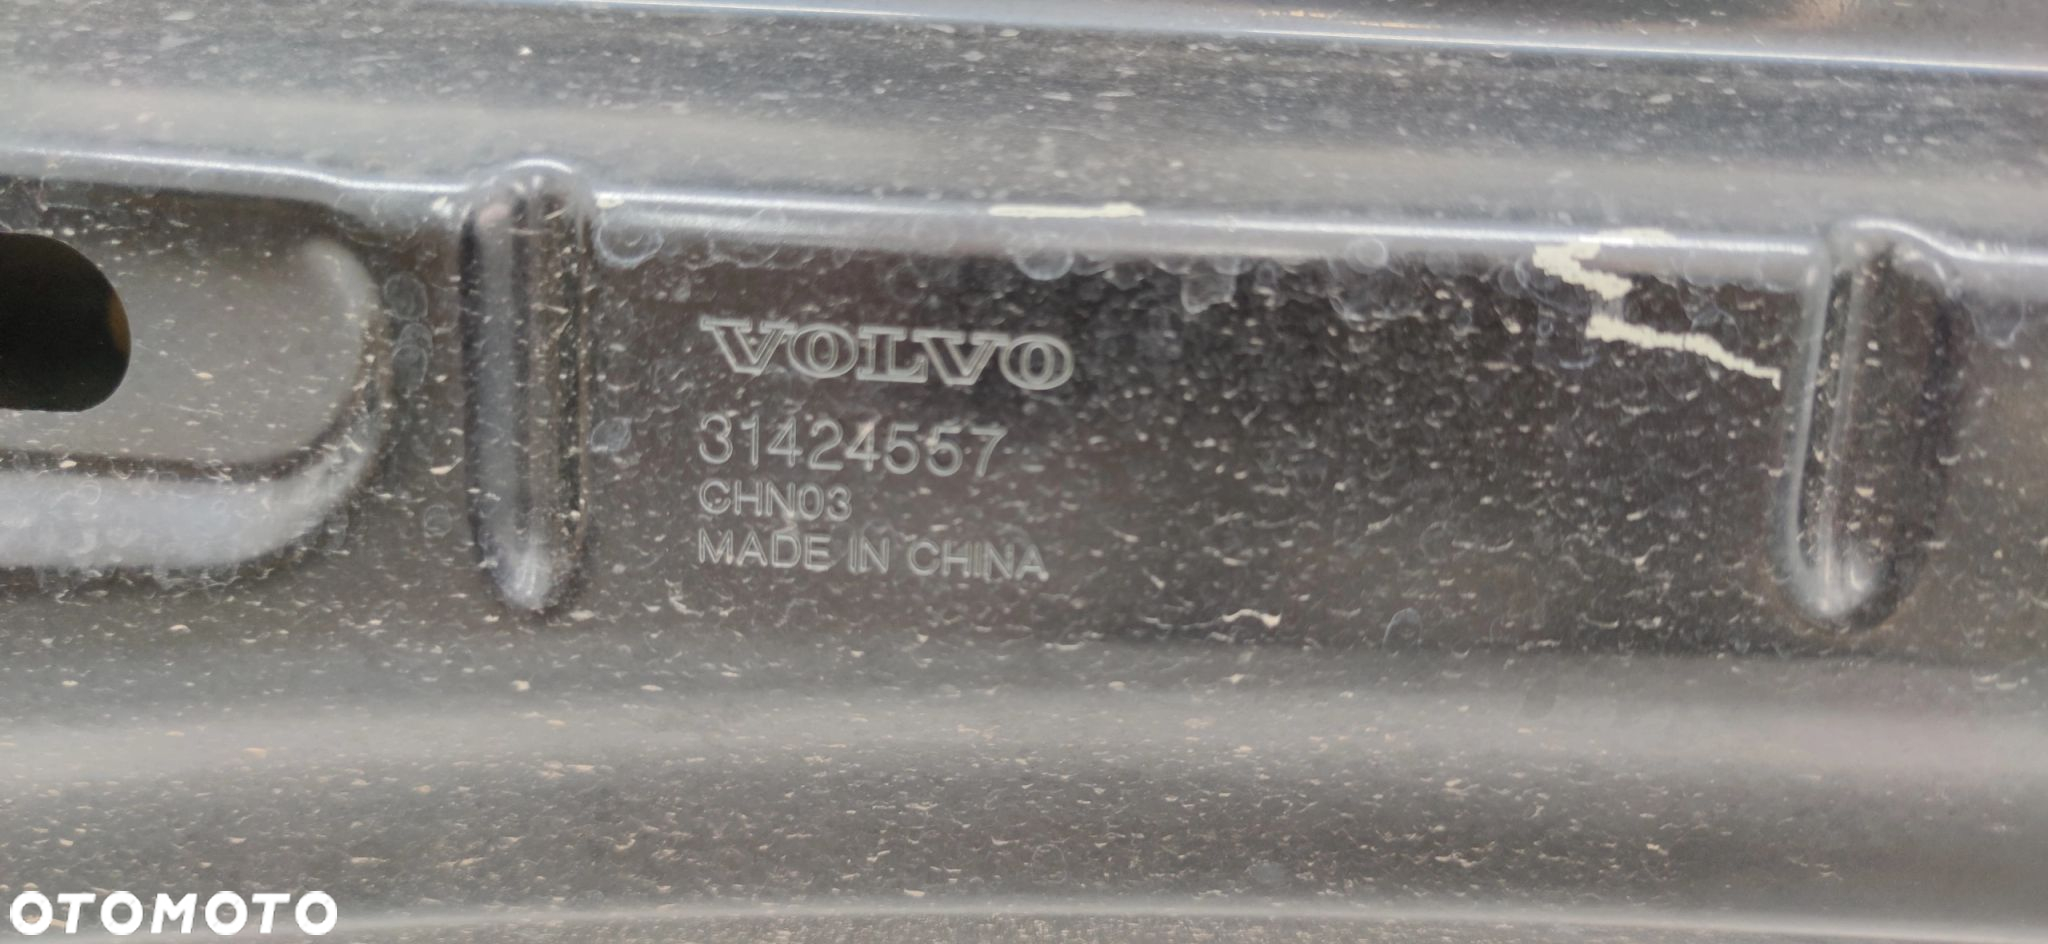 VOLVO
31424557
CHN03
MADE IN CHINA
OTOMOTO